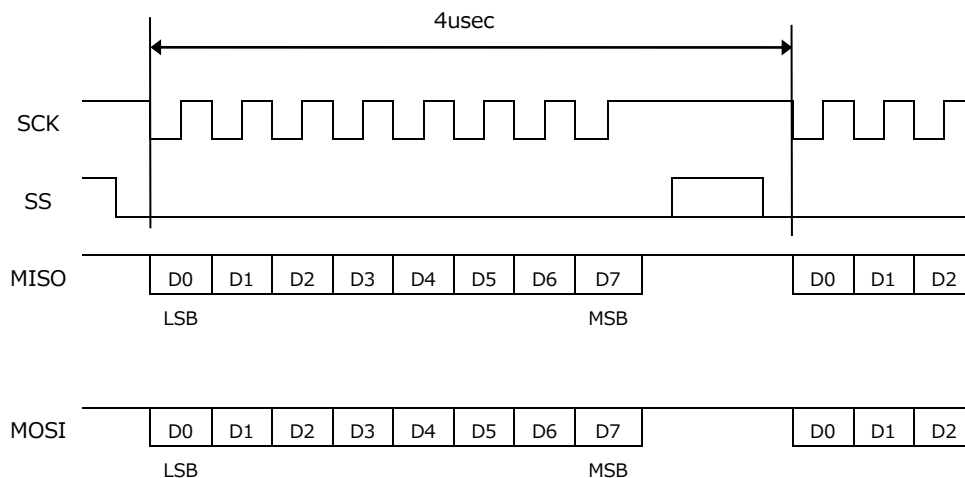 4usec
SCK
SS
MISO D0 D1 D2 D3 D4 D5 D6 D7 D0 D1 D2
LSB MSB
MOSI D0 D1 D2 D3 D4 D5 D6 D7 D0 D1 D2
LSB MSB